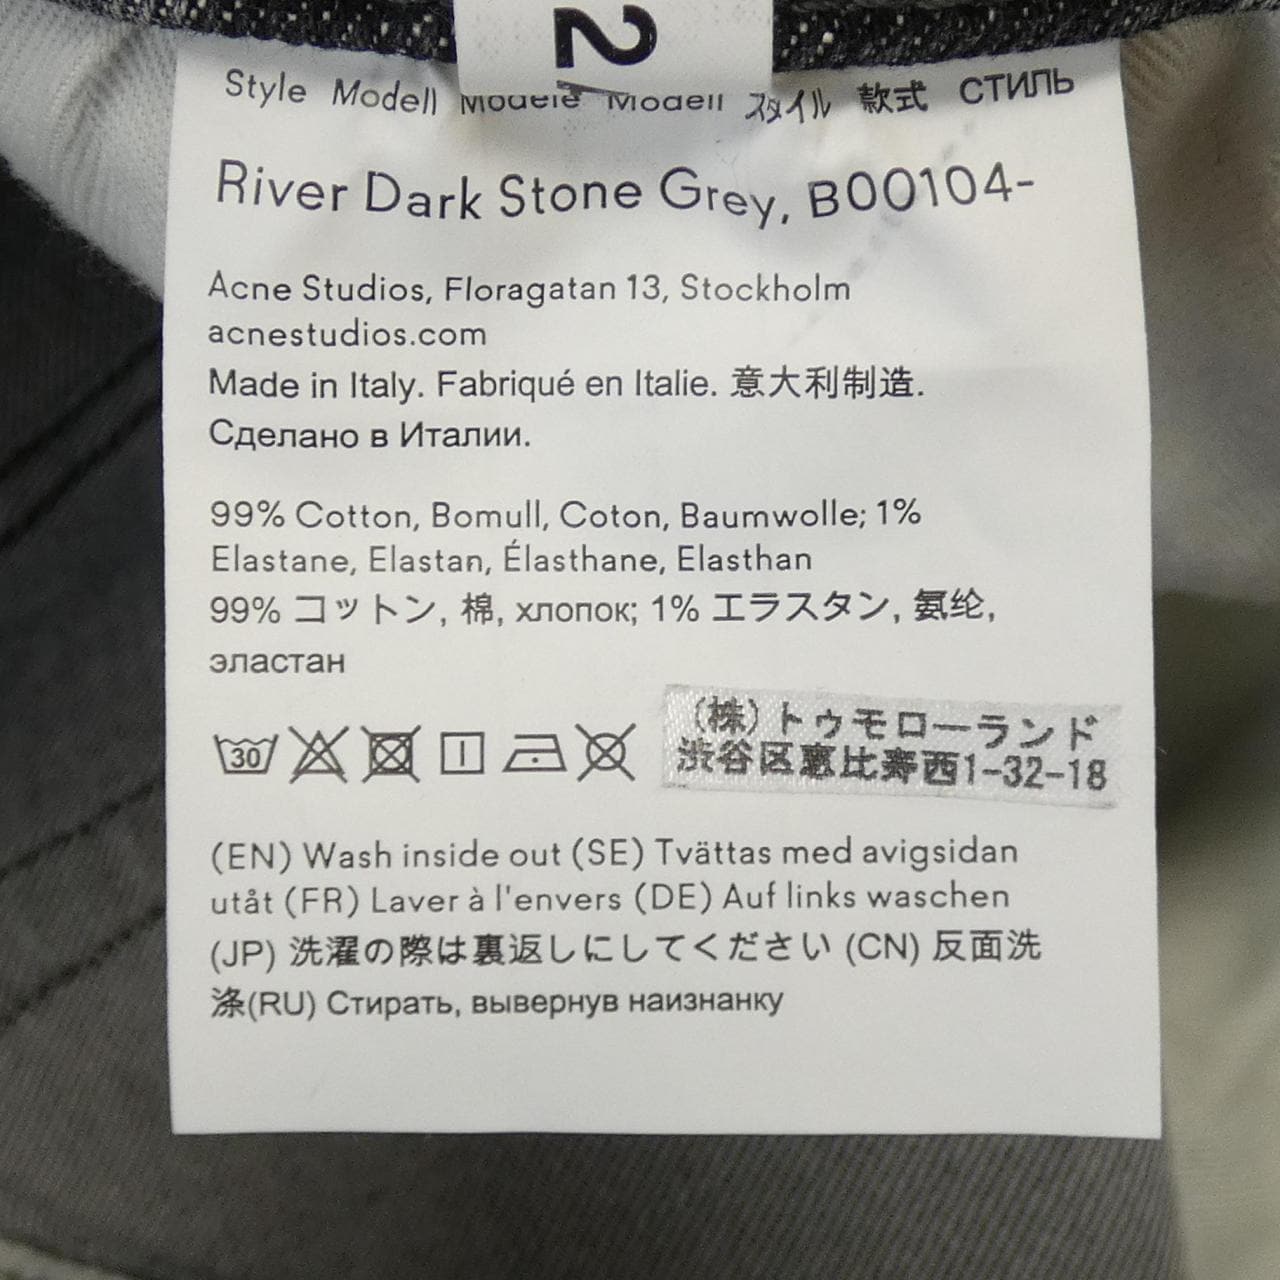 2
Style Modell Modèle Modell スタイル 款式 СТИЛЬ
River Dark Stone Grey, B00104-
Acne Studios, Floragatan 13, Stockholm
acnestudios.com
Made in Italy. Fabriqué en Italie. 意大利制造.
Сделано в Италии.
99% Cotton, Bomull, Coton, Baumwolle; 1%
Elastane, Elastan, Élasthane, Elasthan
99% コットン, 棉, хлопок; 1% エラスタン, 氨纶,
эластан
30
(株)トゥモローランド
渋谷区恵比寿西1-32-18
(EN) Wash inside out (SE) Tvättas med avigsidan
utåt (FR) Laver à l'envers (DE) Auf links waschen
(JP) 洗濯の際は裏返しにしてください (CN) 反面洗
涤(RU) Стирать, вывернув наизнанку